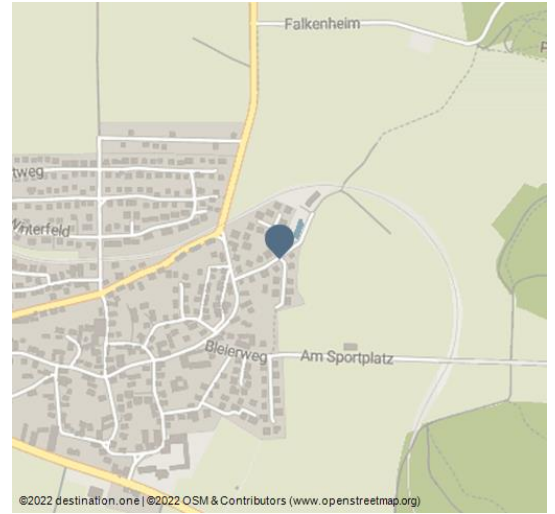 Falkenheim
tweg
Winterfeld
Bleierweg
Am Sportplatz
©2022 destination.one | ©2022 OSM & Contributors (www.openstreetmap.org)